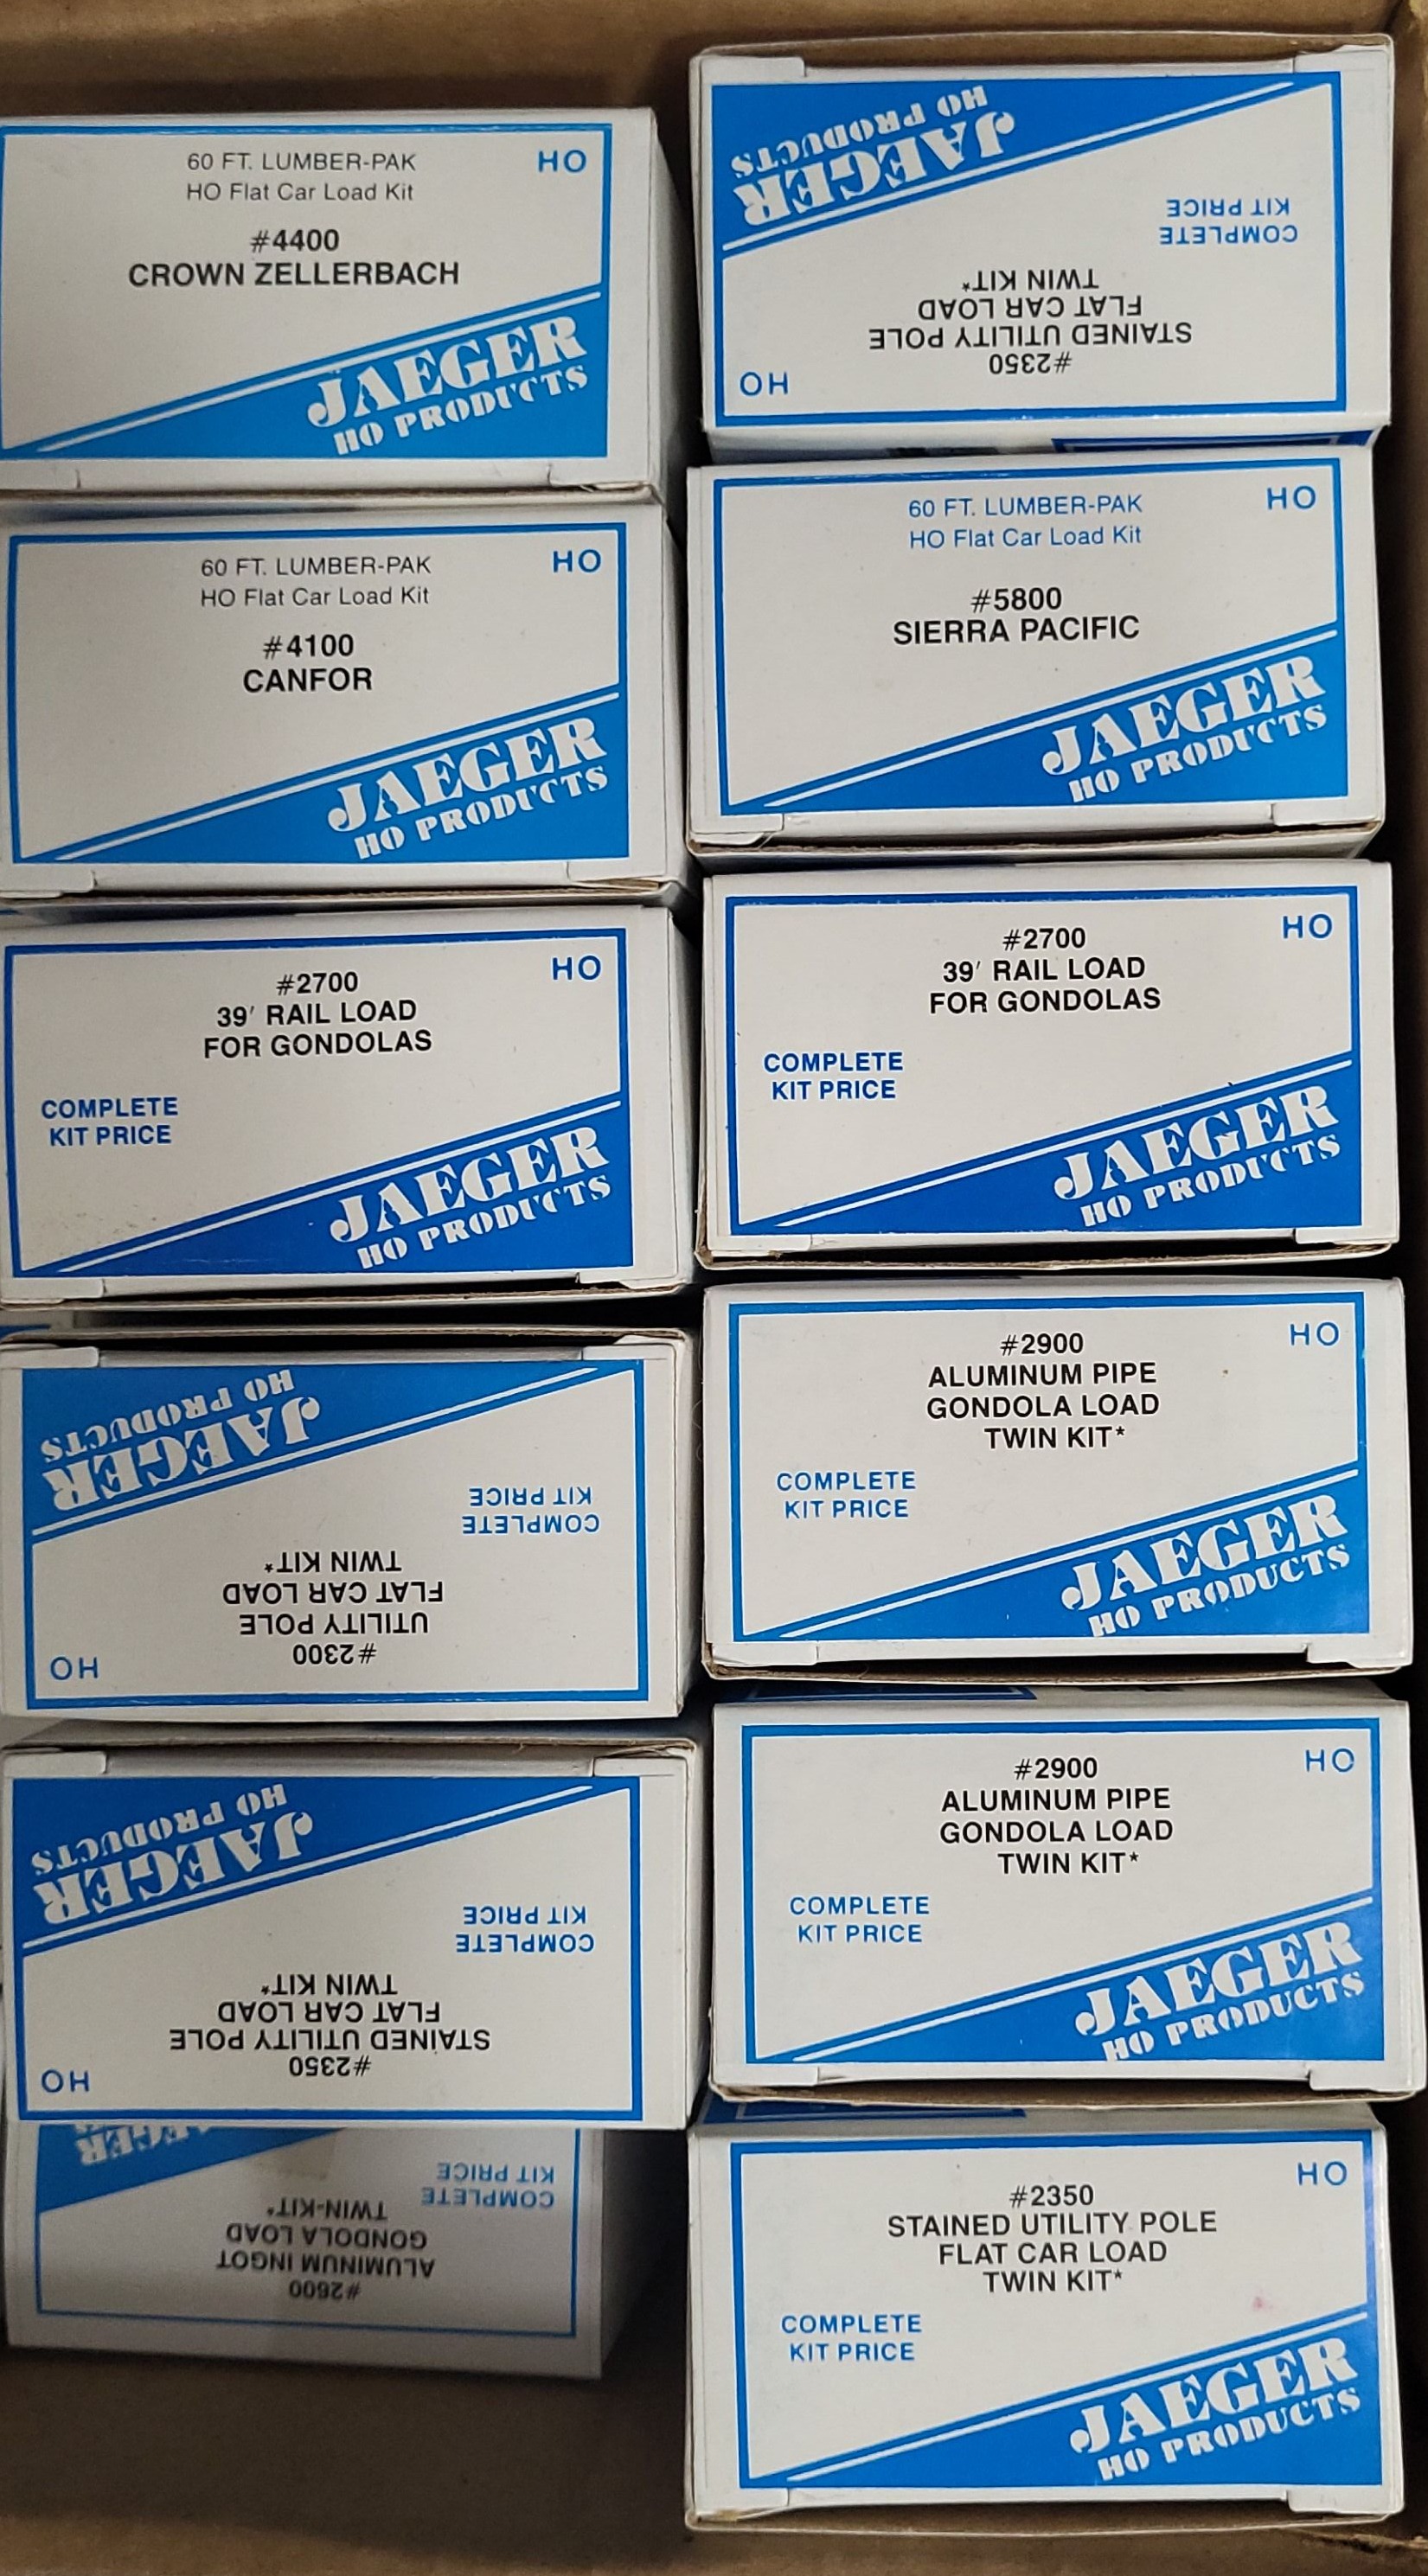 60 FT. LUMBER-PAK
HO Flat Car Load Kit
HO
#4400
CROWN ZELLERBACH
JAEGER
HO PRODUCTS
60 FT. LUMBER-PAK
HO Flat Car Load Kit
HO
#4100
CANFOR
JAEGER
HO PRODUCTS
#2700
39' RAIL LOAD
FOR GONDOLAS
HO
COMPLETE
KIT PRICE
JAEGER
HO PRODUCTS
HO
#2300
UTILITY POLE
FLAT CAR LOAD
TWIN KIT*
COMPLETE
KIT PRICE
JAEGER
HO PRODUCTS
HO
#2350
STAINED UTILITY POLE
FLAT CAR LOAD
TWIN KIT*
COMPLETE
KIT PRICE
JAEGER
HO PRODUCTS
#2600
ALUMINUM INGOT
GONDOLA LOAD
TWIN-KIT*
COMPLETE
KIT PRICE
JAEGER
HO
#2350
STAINED UTILITY POLE
FLAT CAR LOAD
TWIN KIT*
COMPLETE
KIT PRICE
JAEGER
HO PRODUCTS
60 FT. LUMBER-PAK
HO Flat Car Load Kit
HO
#5800
SIERRA PACIFIC
JAEGER
HO PRODUCTS
#2700
39' RAIL LOAD
FOR GONDOLAS
HO
COMPLETE
KIT PRICE
JAEGER
HO PRODUCTS
#2900
ALUMINUM PIPE
GONDOLA LOAD
TWIN KIT*
HO
COMPLETE
KIT PRICE
JAEGER
HO PRODUCTS
#2900
ALUMINUM PIPE
GONDOLA LOAD
TWIN KIT*
HO
COMPLETE
KIT PRICE
JAEGER
HO PRODUCTS
#2350
STAINED UTILITY POLE
FLAT CAR LOAD
TWIN KIT*
HO
COMPLETE
KIT PRICE
JAEGER
HO PRODUCTS